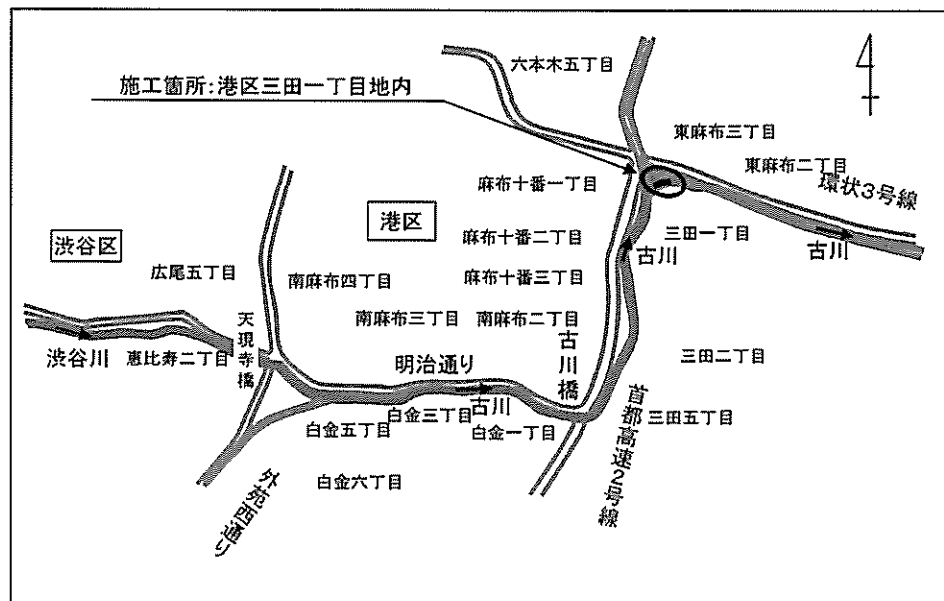 六本木五丁目
施工箇所:港区三田一丁目地内
東麻布三丁目
東麻布二丁目
環状3号線
麻布十番一丁目
港区
渋谷区
麻布十番二丁目
三田一丁目
古川
古川
広尾五丁目
南麻布四丁目
麻布十番三丁目
天現寺橋
南麻布三丁目
南麻布二丁目
古川橋
渋谷川
恵比寿二丁目
明治通り
三田二丁目
古川
白金五丁目
白金三丁目
白金一丁目
首都高速2号線
三田五丁目
外苑西通り
白金六丁目